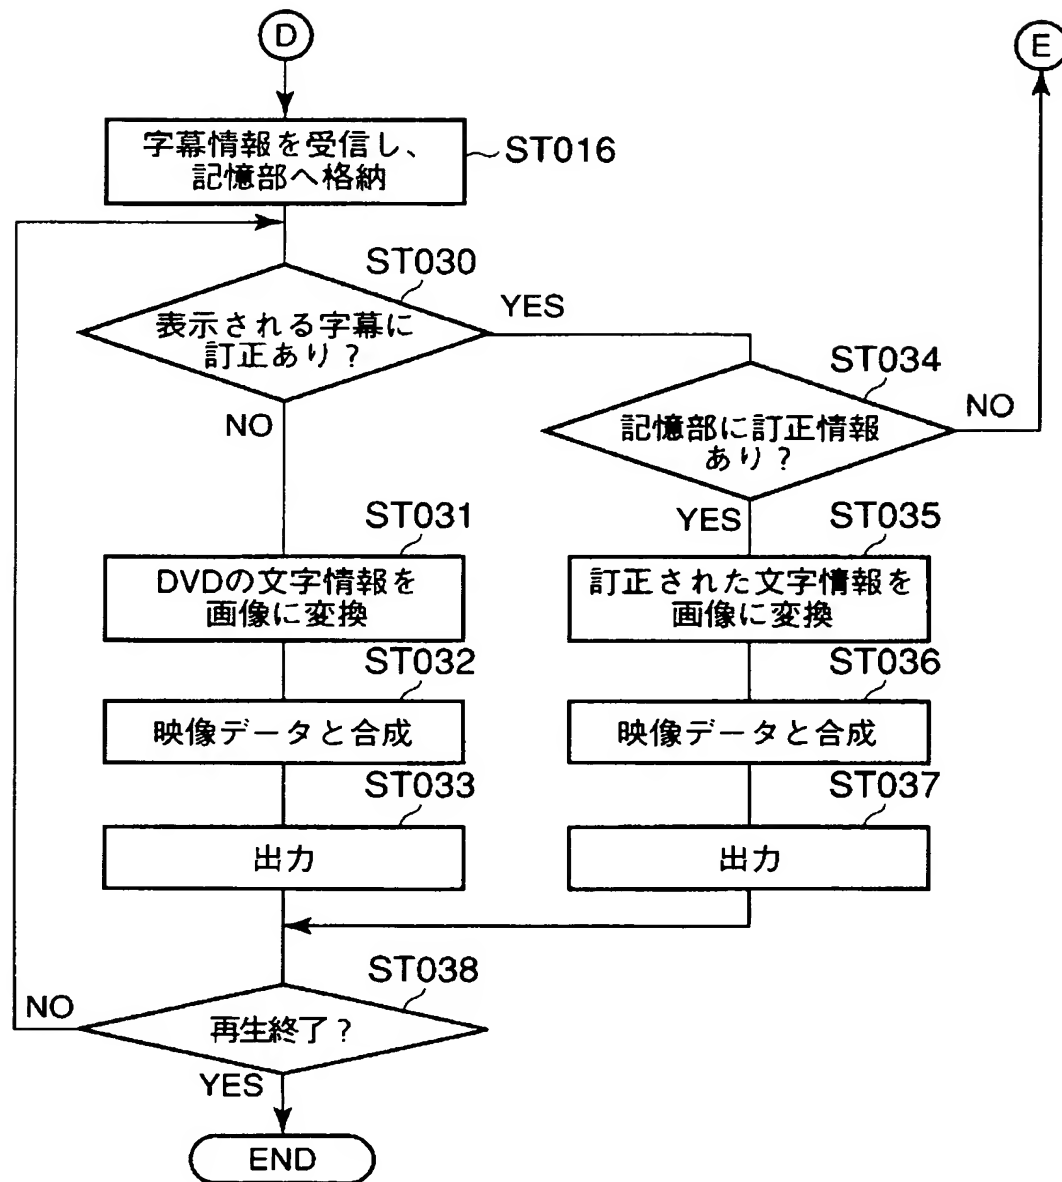 D
E
字幕情報を受信し、
記憶部へ格納
ST016
ST030
表示される字幕に
訂正あり？
YES
NO
ST034
記憶部に訂正情報
あり？
NO
YES
ST031
DVDの文字情報を
画像に変換
ST035
訂正された文字情報を
画像に変換
ST032
映像データと合成
ST036
映像データと合成
ST033
出力
ST037
出力
ST038
再生終了？
NO
YES
END